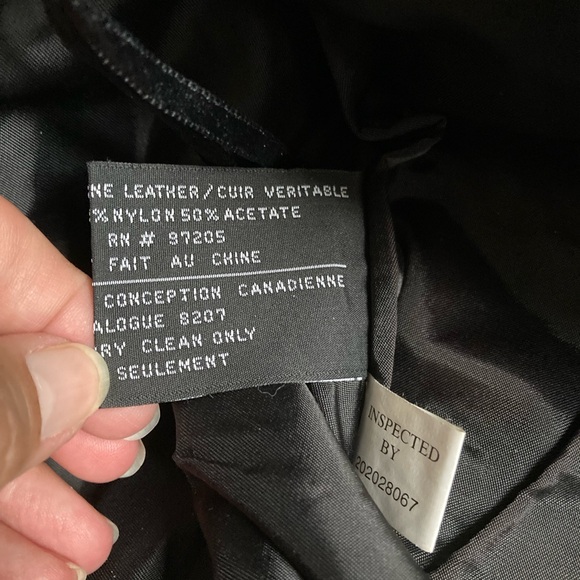 NE LEATHER/CUIR VERITABLE
% NYLON 50% ACETATE
RN # 97205
FAIT AU CHINE
CONCEPTION CANADIENNE
ALOGUE 8207
RY CLEAN ONLY
SEULEMENT
INSPECTED
BY
202028067